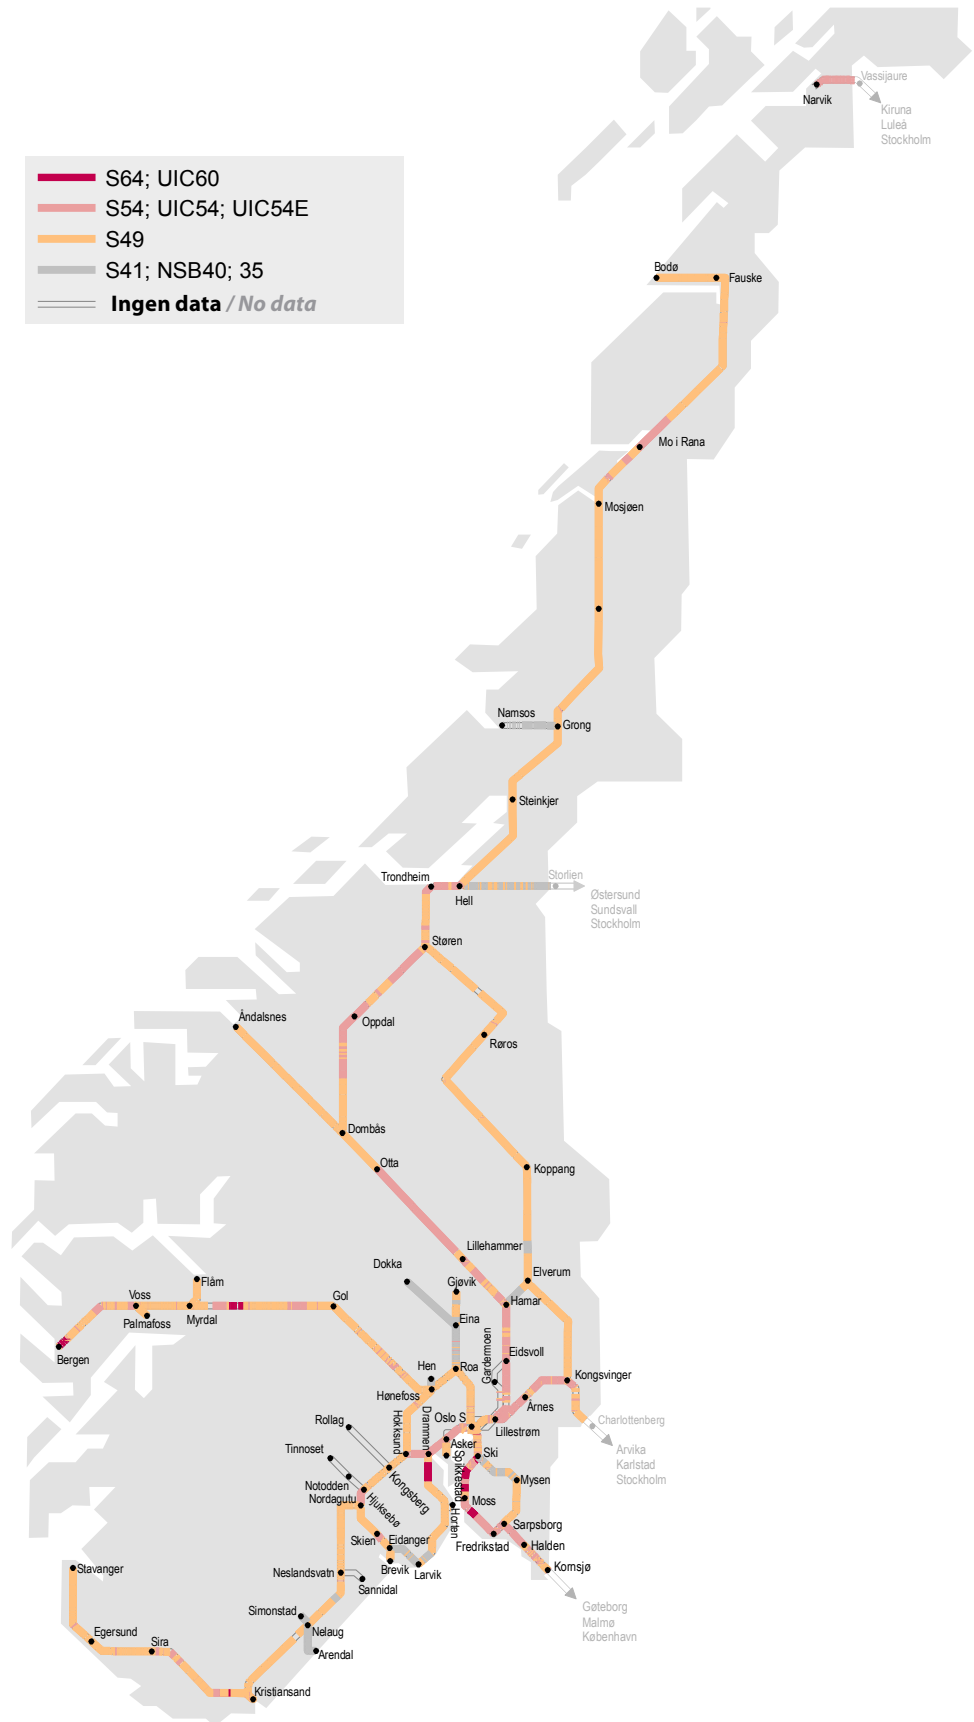 Vassijaure
Narvik
Kiruna
Luleå
Stockholm
S64; UIC60
S54; UIC54; UIC54E
S49
S41; NSB40; 35
Ingen data / No data
Bodø
Fauske
Mo i Rana
Mosjøen
Namsos
Grong
Steinkjer
Trondheim
Storlien
Hell
Østersund
Sundsvall
Stockholm
Støren
Oppdal
Åndalsnes
Røros
Dombås
Otta
Koppang
Lillehammer
Dokka
Elverum
Flåm
Gjøvik
Voss
Gol
Hamar
Palmafoss
Myrdal
Eina
Gardermoen
Eidsvoll
Bergen
Hen
Roa
Kongsvinger
Hønefoss
Årnes
Rollag
Hokksund
Drammen
Oslo S
Lillestrøm
Charlottenberg
Tinnoset
Asker
Ski
Arvika
Karlstad
Stockholm
Spikkestad
Notodden
Kongsberg
Mysen
Nordagutu
Hjuksebø
Moss
Horten
Sarpsborg
Skien
Eidanger
Fredrikstad
Halden
Stavanger
Brevik
Larvik
Kornsjø
Neslandsvatn
Sannidal
Simonstad
Gøteborg
Malmø
København
Egersund
Sira
Nelaug
Arendal
Kristiansand